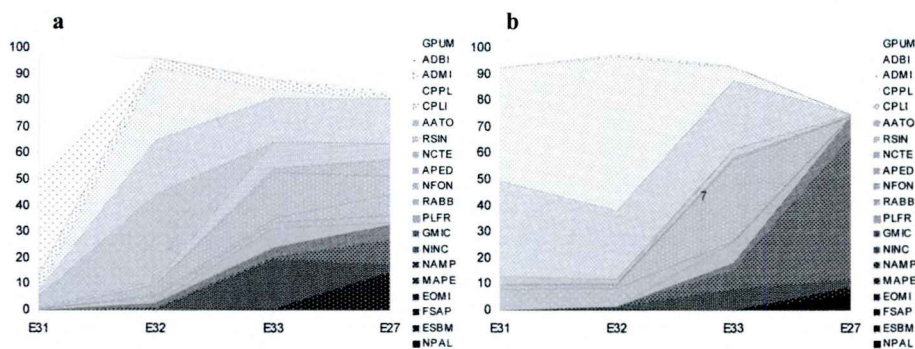 a
b
100
90
80
70
60
50
40
30
20
10
0
E31 E32 E33 E27
GPUM
ADBI
ADMI
CPPL
CPLI
AATO
RSIN
NCTE
APED
NFON
RABB
PLFR
GMIC
NINC
NAMP
MAPE
EOMI
FSAP
ESBM
NPAL
100
90
80
70
60
50
40
30
20
10
0
7
E31 E32 E33 E27
GPUM
ADBI
ADMI
CPPL
CPLI
AATO
RSIN
NCTE
APED
NFON
RABB
PLFR
GMIC
NINC
NAMP
MAPE
EOMI
FSAP
ESBM
NPAL